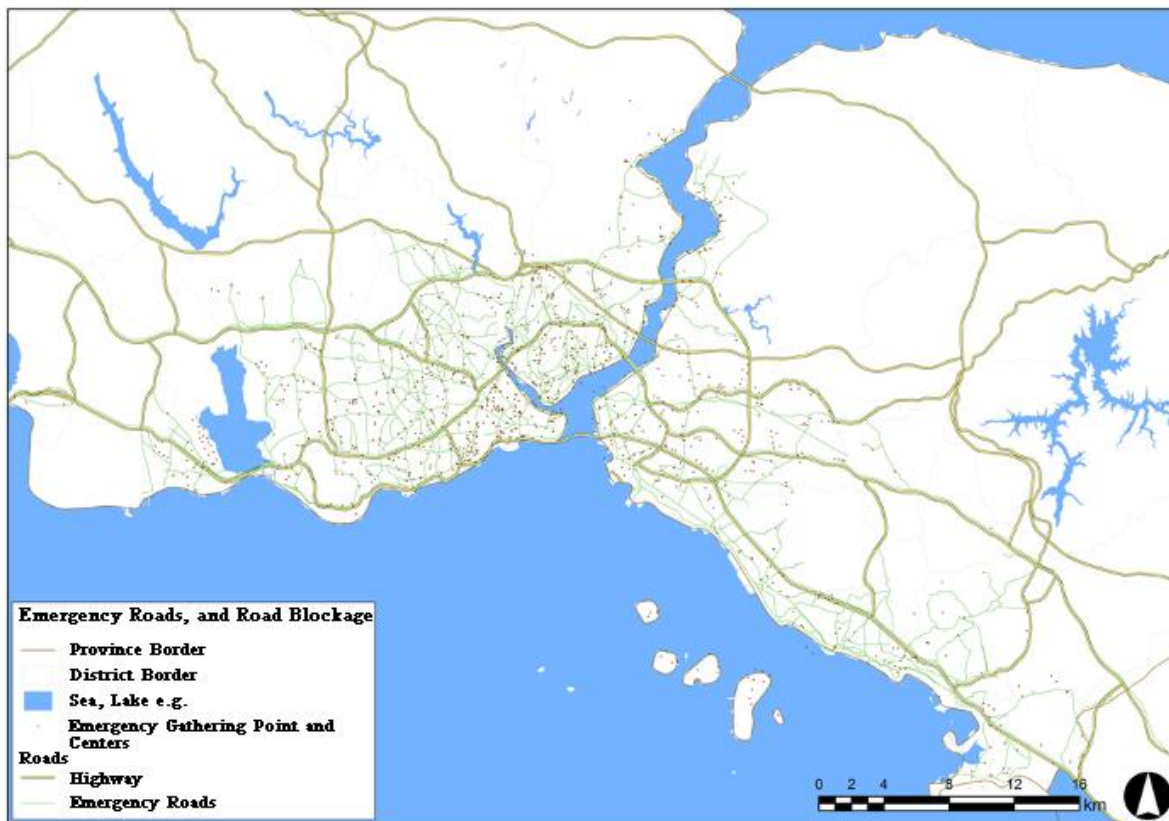 Emergency Roads, and Road Blockage
Province Border
District Border
Sea, Lake e.g.
Emergency Gathering Point and
Centers
Roads
Highway
Emergency Roads
0 2 4 8 12 16
km